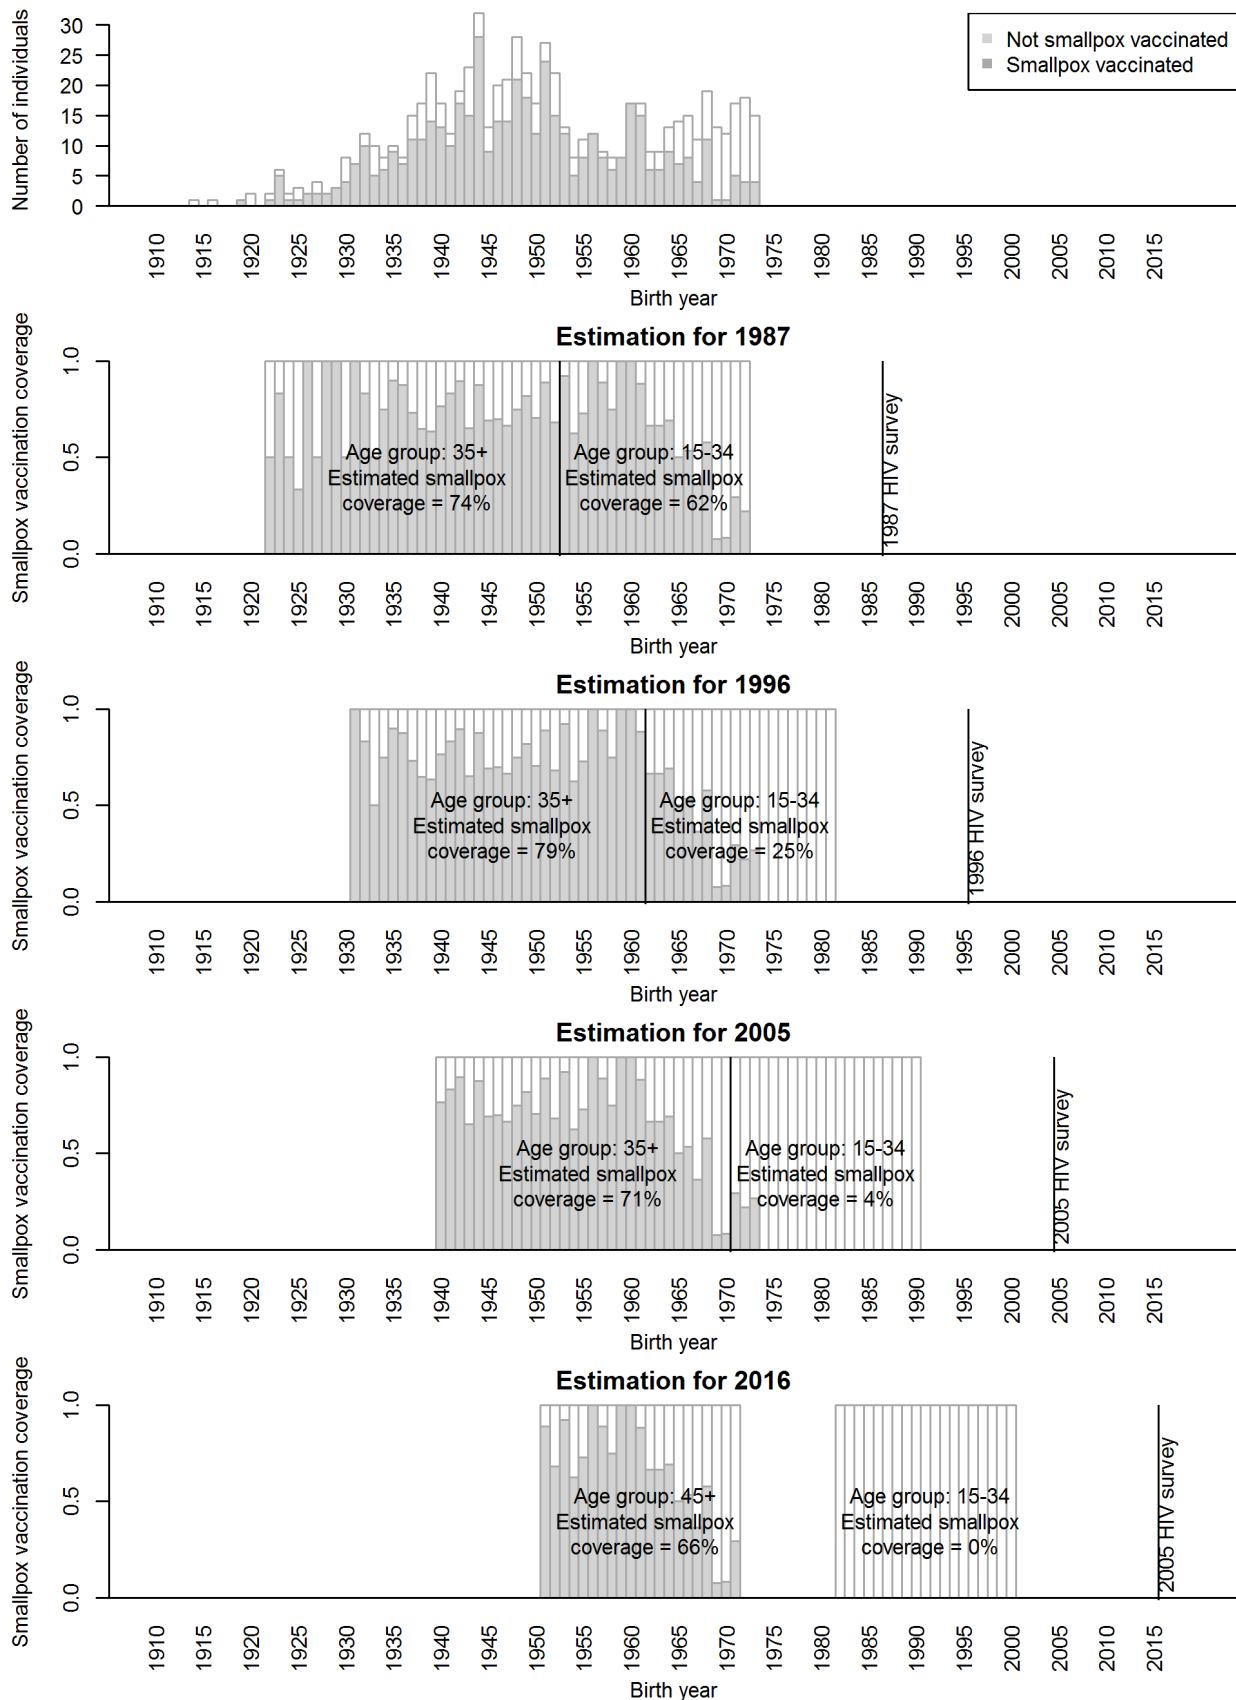 Number of individuals
30
25
20
15
10
5
0
Not smallpox vaccinated
Smallpox vaccinated
1910 1915 1920 1925 1930 1935 1940 1945 1950 1955 1960 1965 1970 1975 1980 1985 1990 1995 2000 2005 2010 2015
Birth year
Estimation for 1987
Smallpox vaccination coverage
1.0
0.5
0.0
Age group: 35+
Estimated smallpox
coverage = 74%
Age group: 15-34
Estimated smallpox
coverage = 62%
1987 HIV survey
1910 1915 1920 1925 1930 1935 1940 1945 1950 1955 1960 1965 1970 1975 1980 1985 1990 1995 2000 2005 2010 2015
Birth year
Estimation for 1996
Smallpox vaccination coverage
1.0
0.5
0.0
Age group: 35+
Estimated smallpox
coverage = 79%
Age group: 15-34
Estimated smallpox
coverage = 25%
1996 HIV survey
1910 1915 1920 1925 1930 1935 1940 1945 1950 1955 1960 1965 1970 1975 1980 1985 1990 1995 2000 2005 2010 2015
Birth year
Estimation for 2005
Smallpox vaccination coverage
1.0
0.5
0.0
Age group: 35+
Estimated smallpox
coverage = 71%
Age group: 15-34
Estimated smallpox
coverage = 4%
2005 HIV survey
1910 1915 1920 1925 1930 1935 1940 1945 1950 1955 1960 1965 1970 1975 1980 1985 1990 1995 2000 2005 2010 2015
Birth year
Estimation for 2016
Smallpox vaccination coverage
1.0
0.5
0.0
Age group: 45+
Estimated smallpox
coverage = 66%
Age group: 15-34
Estimated smallpox
coverage = 0%
2005 HIV survey
1910 1915 1920 1925 1930 1935 1940 1945 1950 1955 1960 1965 1970 1975 1980 1985 1990 1995 2000 2005 2010 2015
Birth year